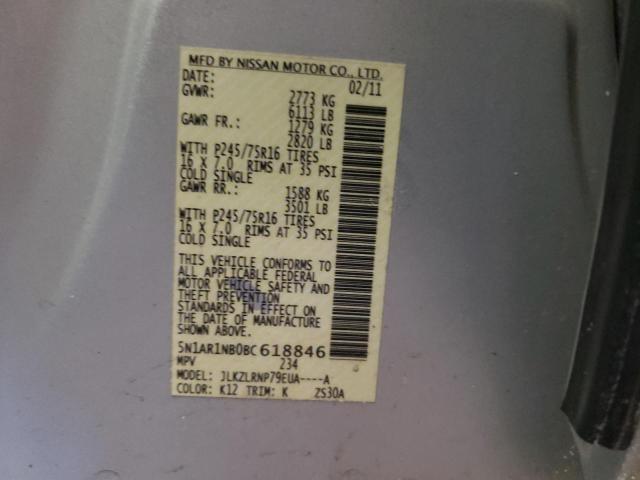 MFD BY NISSAN MOTOR CO., LTD.
DATE: 02/11
GVWR: 2773 KG
6113 LB
GAWR FR.: 1279 KG
2820 LB
WITH P245/75R16 TIRES
16 X 7.0 RIMS AT 35 PSI
COLD SINGLE
GAWR RR.: 1588 KG
3501 LB
WITH P245/75R16 TIRES
16 X 7.0 RIMS AT 35 PSI
COLD SINGLE
THIS VEHICLE CONFORMS TO
ALL APPLICABLE FEDERAL
MOTOR VEHICLE SAFETY AND
THEFT PREVENTION
STANDARDS IN EFFECT ON
THE DATE OF MANUFACTURE
SHOWN ABOVE.
5N1AR1NB0BC618846
MPV 234
MODEL: JLKZLRNP79EUA----A
COLOR: K12 TRIM: K ZS30A